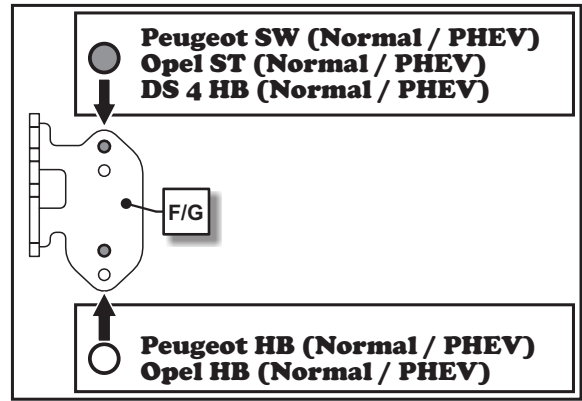 Peugeot SW (Normal / PHEV)
Opel ST (Normal / PHEV)
DS 4 HB (Normal / PHEV)
F/G
Peugeot HB (Normal / PHEV)
Opel HB (Normal / PHEV)